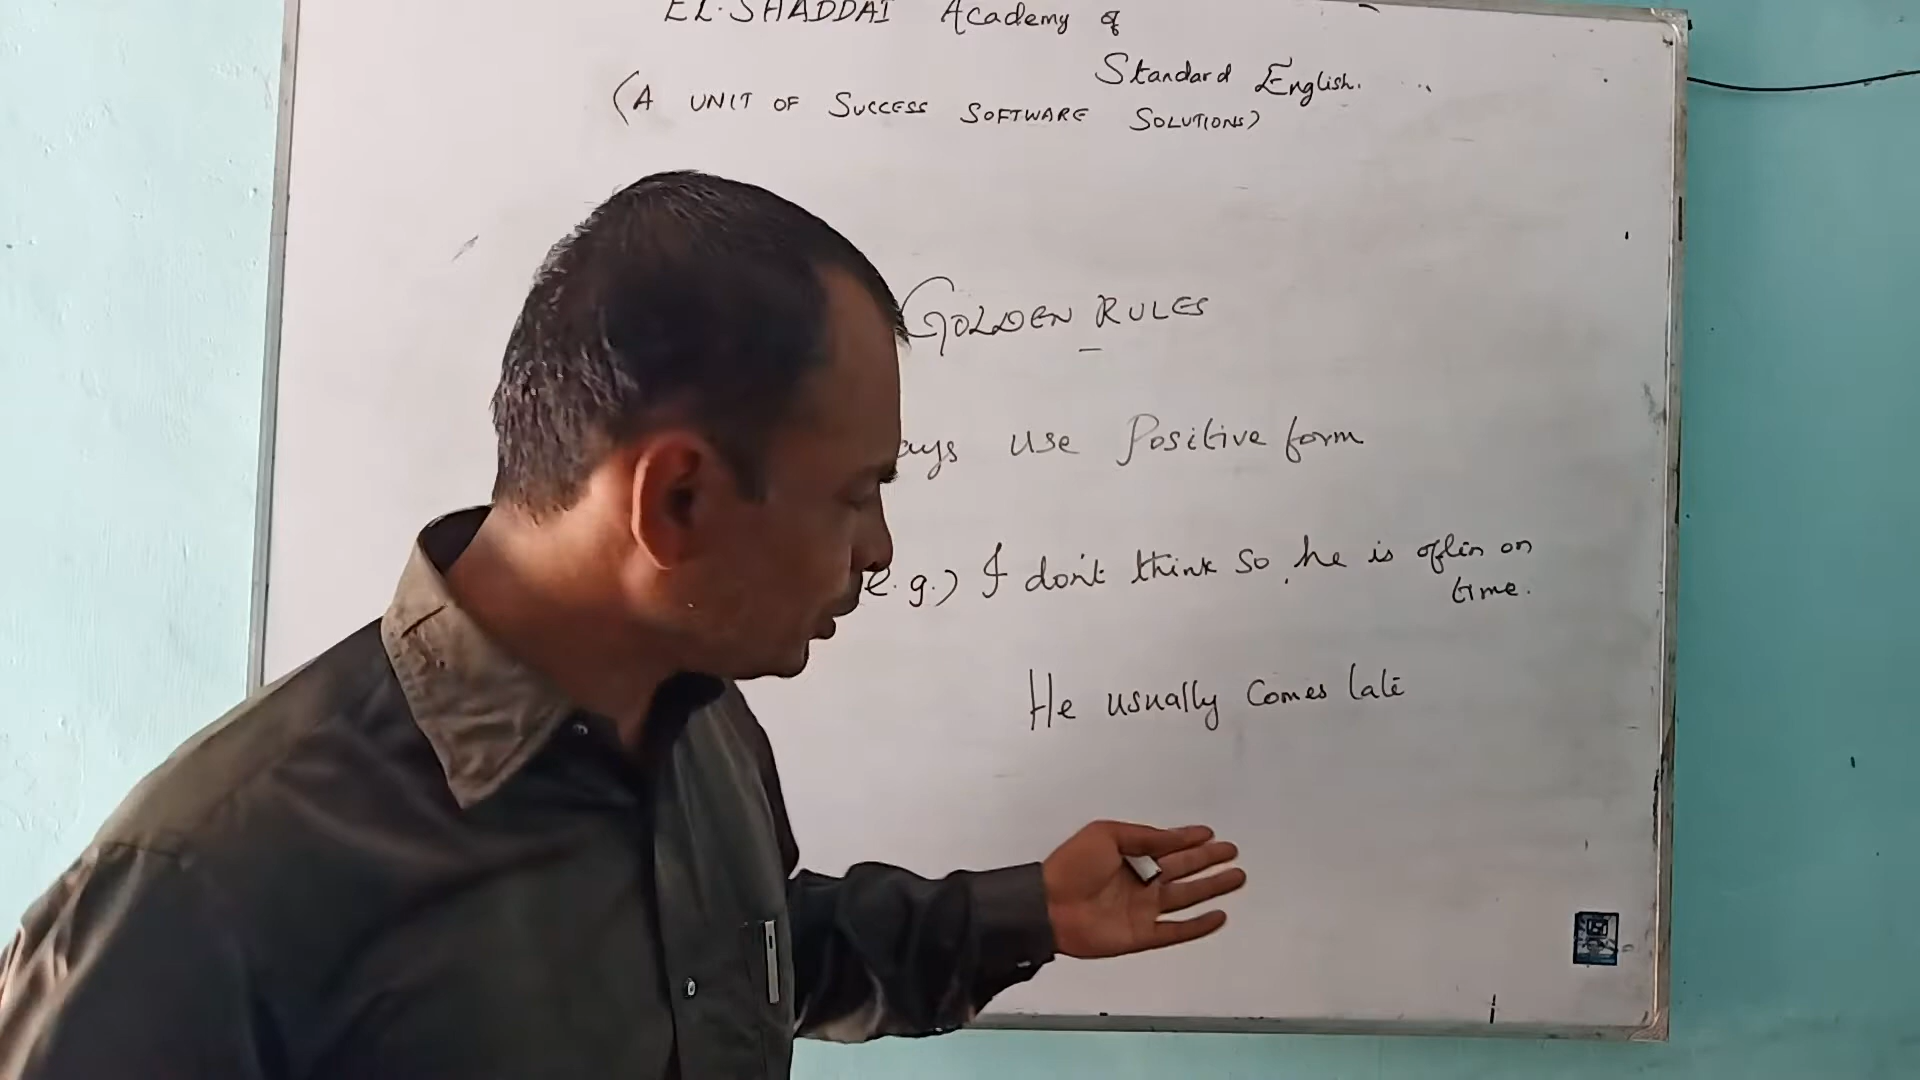 EL-SHADDAI Academy of
Standard English.
(A UNIT OF SUCCESS SOFTWARE SOLUTIONS)
GOLDEN RULES
ays use Positive form
e.g.) I don't think so, he is often on
time.
He usually comes late